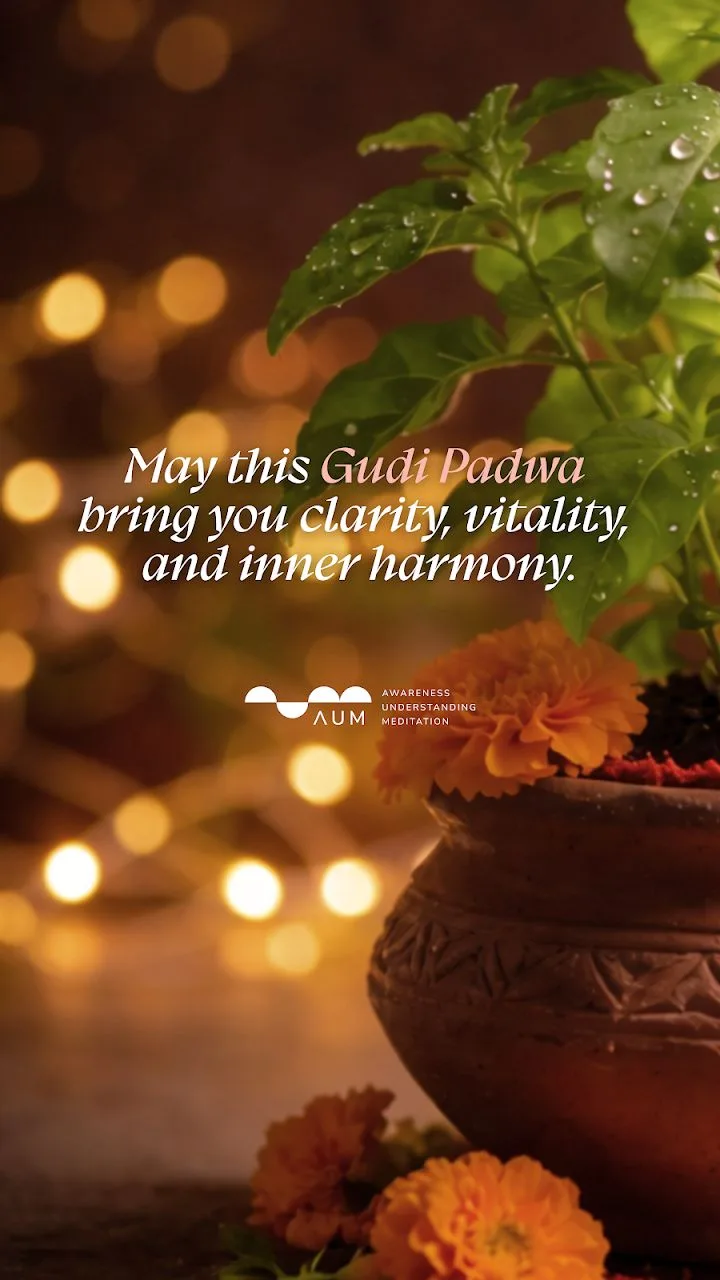 May this Gudi Padwa
bring you clarity, vitality,
and inner harmony.
AUM
AWARENESS
UNDERSTANDING
MEDITATION